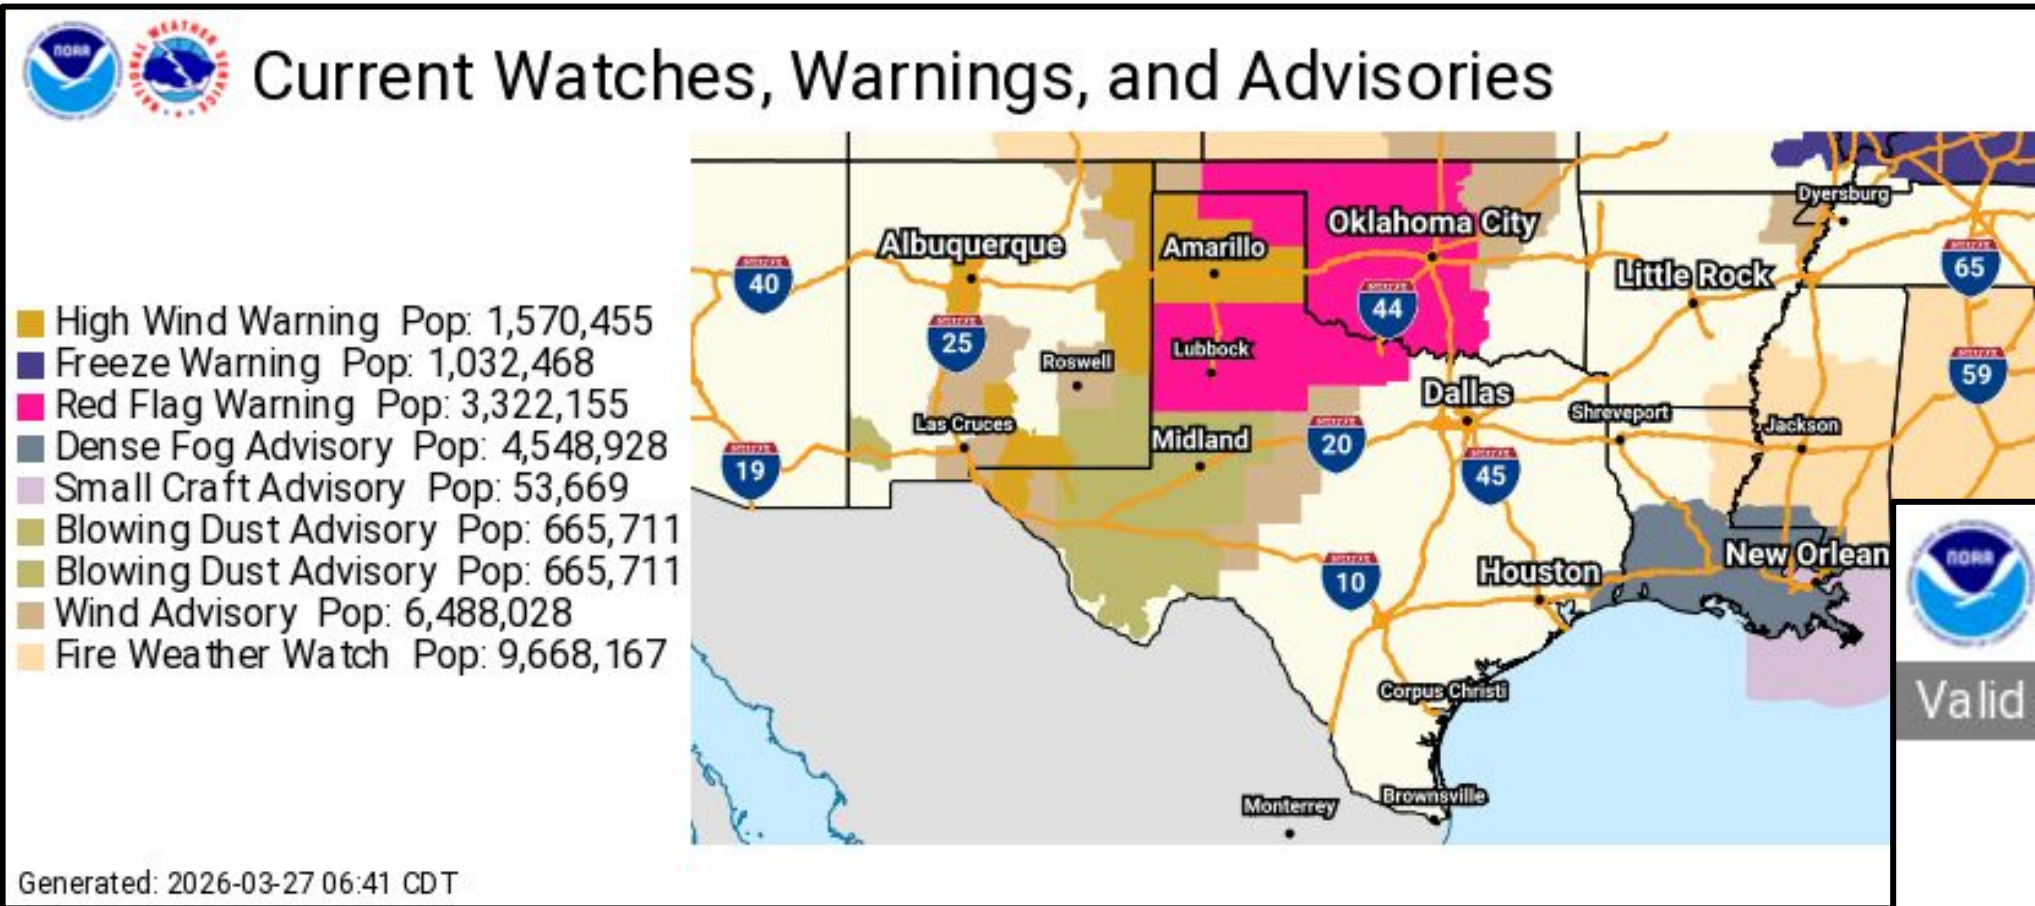 NOAA
NATIONAL WEATHER SERVICE
Current Watches, Warnings, and Advisories
High Wind Warning Pop: 1,570,455
Freeze Warning Pop: 1,032,468
Red Flag Warning Pop: 3,322,155
Dense Fog Advisory Pop: 4,548,928
Small Craft Advisory Pop: 53,669
Blowing Dust Advisory Pop: 665,711
Blowing Dust Advisory Pop: 665,711
Wind Advisory Pop: 6,488,028
Fire Weather Watch Pop: 9,668,167
Dyersburg
Oklahoma City
Albuquerque
Amarillo
65
Little Rock
40
44
25
Lubbock
Roswell
59
Dallas
Shreveport
Las Cruces
Jackson
Midland
20
19
45
New Orlean
Houston
10
NOAA
Corpus Christi
Valid
Brownsville
Monterrey
Generated: 2026-03-27 06:41 CDT